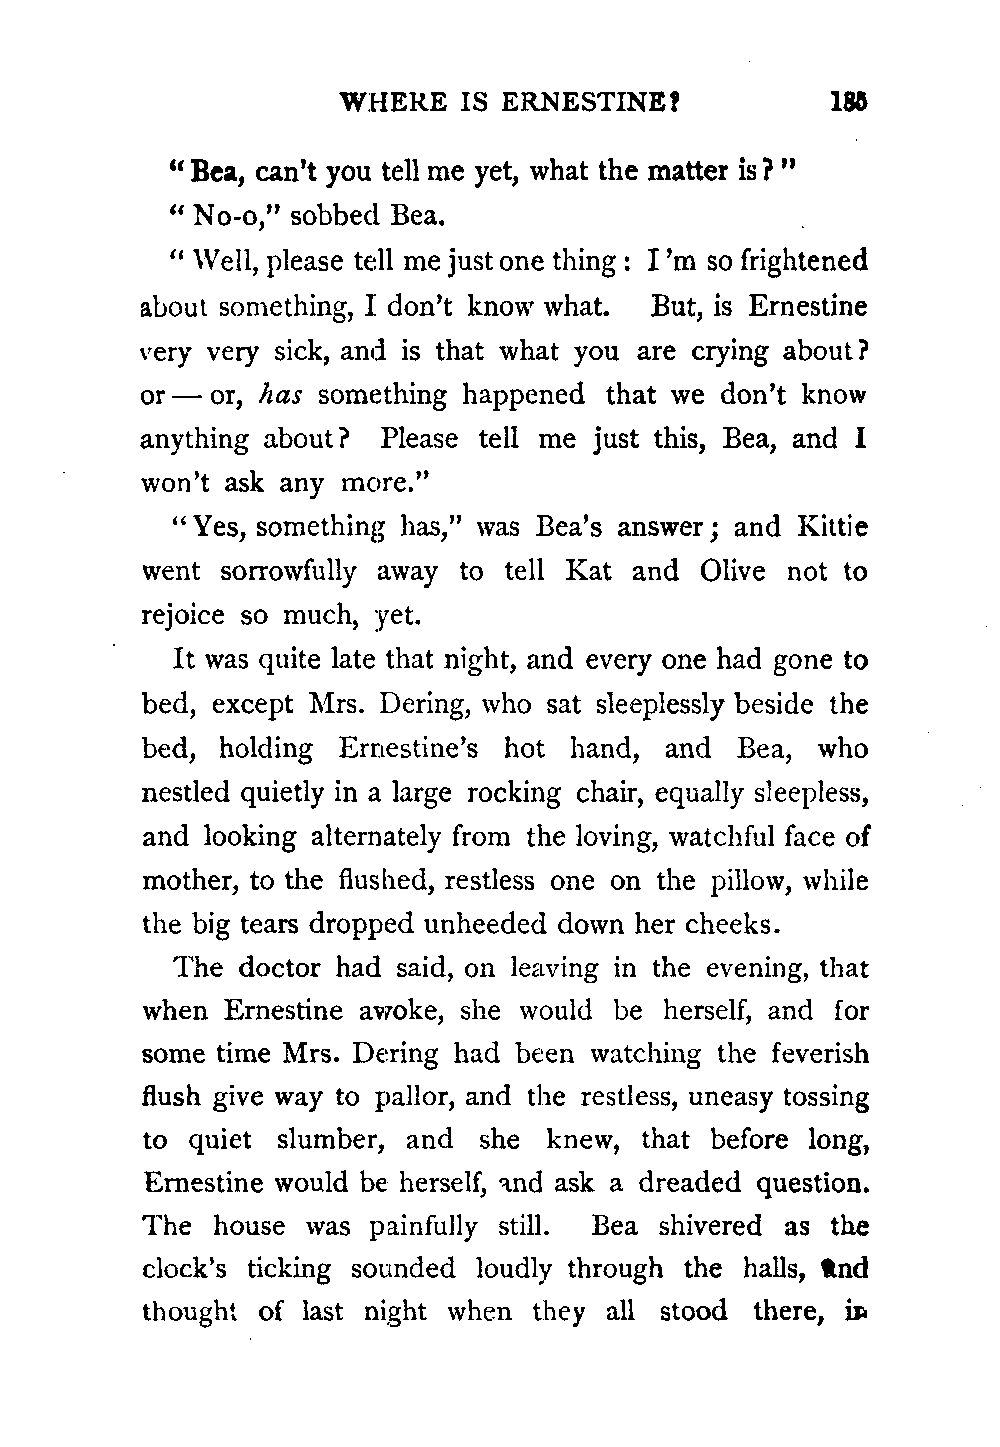 WHERE IS ERNESTINE? 185
"Bea, can't you tell me yet, what the matter is?"
"No-o," sobbed Bea.
"Well, please tell me just one thing: I'm so frightened
about something, I don't know what. But, is Ernestine
very very sick, and is that what you are crying about?
or — or, has something happened that we don't know
anything about? Please tell me just this, Bea, and I
won't ask any more."
"Yes, something has," was Bea's answer; and Kittie
went sorrowfully away to tell Kat and Olive not to
rejoice so much, yet.
It was quite late that night, and every one had gone to
bed, except Mrs. Dering, who sat sleeplessly beside the
bed, holding Ernestine's hot hand, and Bea, who
nestled quietly in a large rocking chair, equally sleepless,
and looking alternately from the loving, watchful face of
mother, to the flushed, restless one on the pillow, while
the big tears dropped unheeded down her cheeks.
The doctor had said, on leaving in the evening, that
when Ernestine awoke, she would be herself, and for
some time Mrs. Dering had been watching the feverish
flush give way to pallor, and the restless, uneasy tossing
to quiet slumber, and she knew, that before long,
Ernestine would be herself, and ask a dreaded question.
The house was painfully still. Bea shivered as the
clock's ticking sounded loudly through the halls, and
thought of last night when they all stood there, in